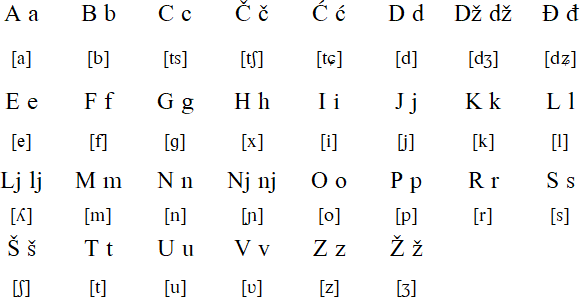 A a B b C c Č č Ć ć D d Dž dž Đ đ
[a] [b] [ts] [tʃ] [tɕ] [d] [dʒ] [dʑ]
E e F f G g H h I i J j K k L l
[e] [f] [ɡ] [x] [i] [j] [k] [l]
Lj lj M m N n Nj nj O o P p R r S s
[ʎ] [m] [n] [ɲ] [o] [p] [r] [s]
Š š T t U u V v Z z Ž ž
[ʃ] [t] [u] [ʋ] [z] [ʒ]